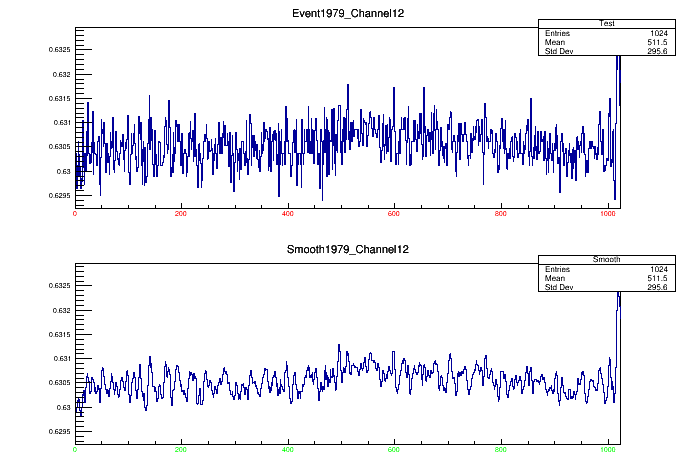 Event1979_Channel12
Test
Entries 1024
Mean 511.5
Std Dev 295.6
0.6325
0.632
0.6315
0.631
0.6305
0.63
0.6295
0 200 400 600 800 1000
Smooth1979_Channel12
Smooth
Entries 1024
Mean 511.5
Std Dev 295.6
0.6325
0.632
0.6315
0.631
0.6305
0.63
0.6295
0 200 400 600 800 1000